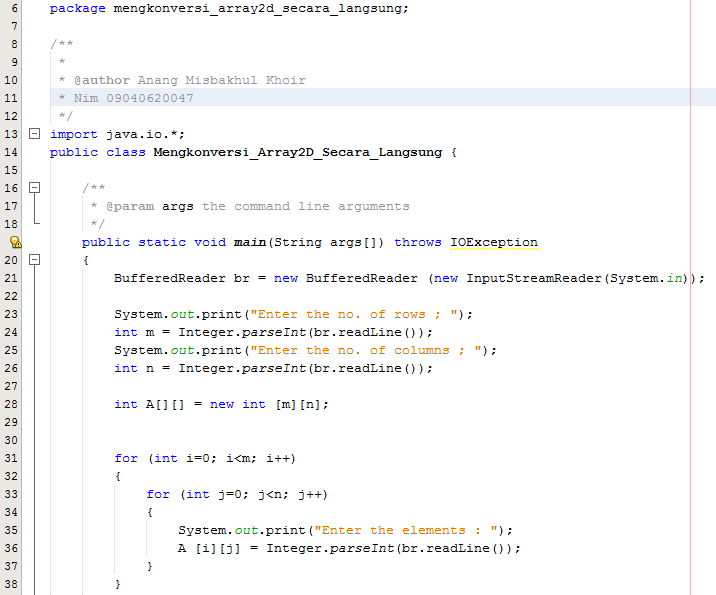 6 package mengkonversi_array2d_secara_langsung;
7
8 /**
9 *
10 * @author Anang Misbakhul Khoir
11 * Nim 09040620047
12 */
13 import java.io.*;
14 public class Mengkonversi_Array2D_Secara_Langsung {
15
16 /**
17 * @param args the command line arguments
18 */
public static void main(String args[]) throws IOException
20 {
21 BufferedReader br = new BufferedReader (new InputStreamReader(System.in));
22
23 System.out.print("Enter the no. of rows ; ");
24 int m = Integer.parseInt(br.readLine());
25 System.out.print("Enter the no. of columns ; ");
26 int n = Integer.parseInt(br.readLine());
27
28 int A[][] = new int [m][n];
29
30
31 for (int i=0; i<m; i++)
32 {
33 for (int j=0; j<n; j++)
34 {
35 System.out.print("Enter the elements : ");
36 A [i][j] = Integer.parseInt(br.readLine());
37 }
38 }